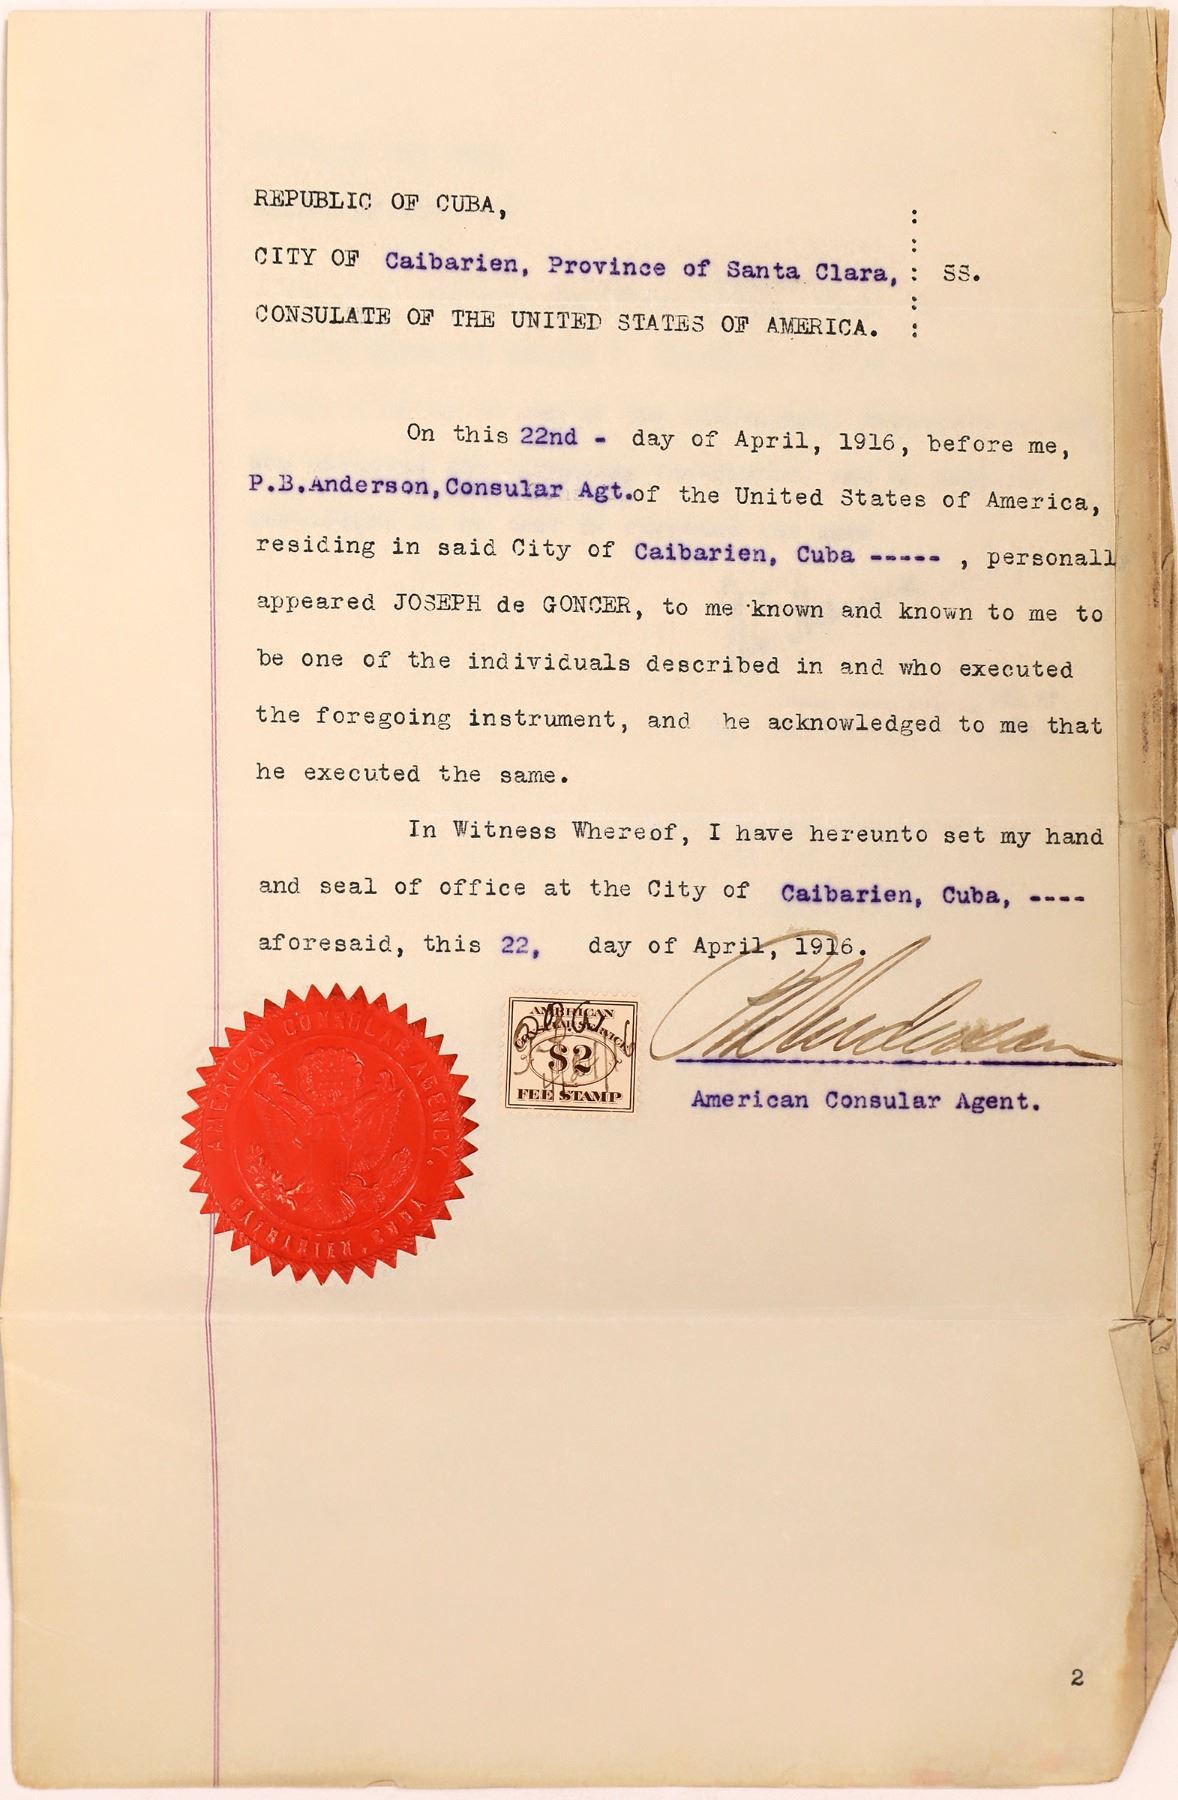 REPUBLIC OF CUBA, :
:
CITY OF Caibarien, Province of Santa Clara, : SS.
:
CONSULATE OF THE UNITED STATES OF AMERICA. :
On this 22nd - day of April, 1916, before me,
P.B.Anderson, Consular Agt.of the United States of America,
residing in said City of Caibarien, Cuba ----- , personall
appeared JOSEPH de GONCER, to me known and known to me to
be one of the individuals described in and who executed
the foregoing instrument, and he acknowledged to me that
he executed the same.
In Witness Whereof, I have hereunto set my hand
and seal of office at the City of Caibarien, Cuba, ----
aforesaid, this 22, day of April, 1916.
AMERICAN CONSULAR AGENCY,
AMERICAN
CONSULAR SERVICE
$2
FEE STAMP
P B Anderson
American Consular Agent.
2